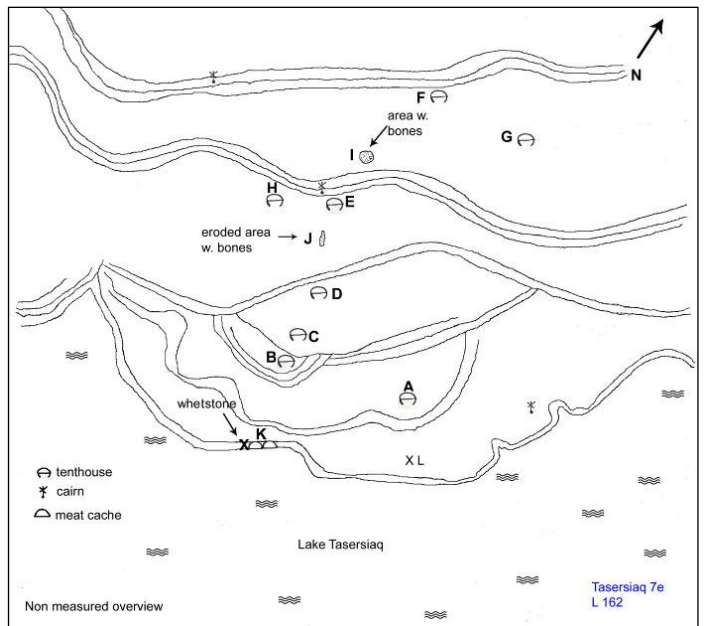 N
F
area w.
bones
G
I
H
E
eroded area
w. bones
J
D
C
B
A
whetstone
K
X
X L
tenthouse
cairn
meat cache
Lake Tasersiaq
Non measured overview
Tasersiaq 7e
L 162